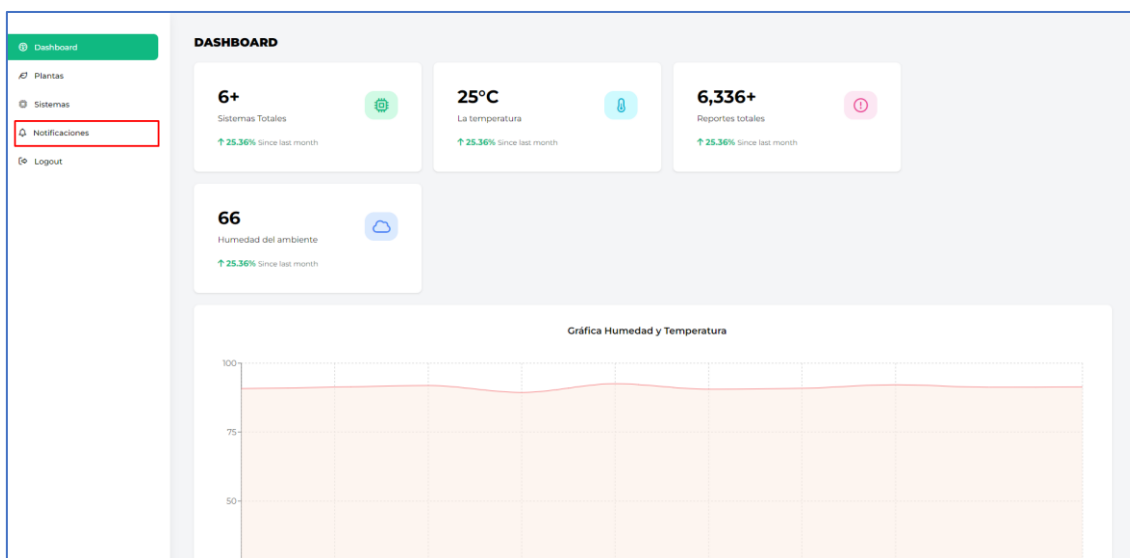 Dashboard
Plantas
Sistemas
Notificaciones
Logout
DASHBOARD
6+
Sistemas Totales
↑ 25.36% Since last month
25°C
La temperatura
↑ 25.36% Since last month
6,336+
Reportes totales
↑ 25.36% Since last month
66
Humedad del ambiente
↑ 25.36% Since last month
Gráfica Humedad y Temperatura
100
75
50